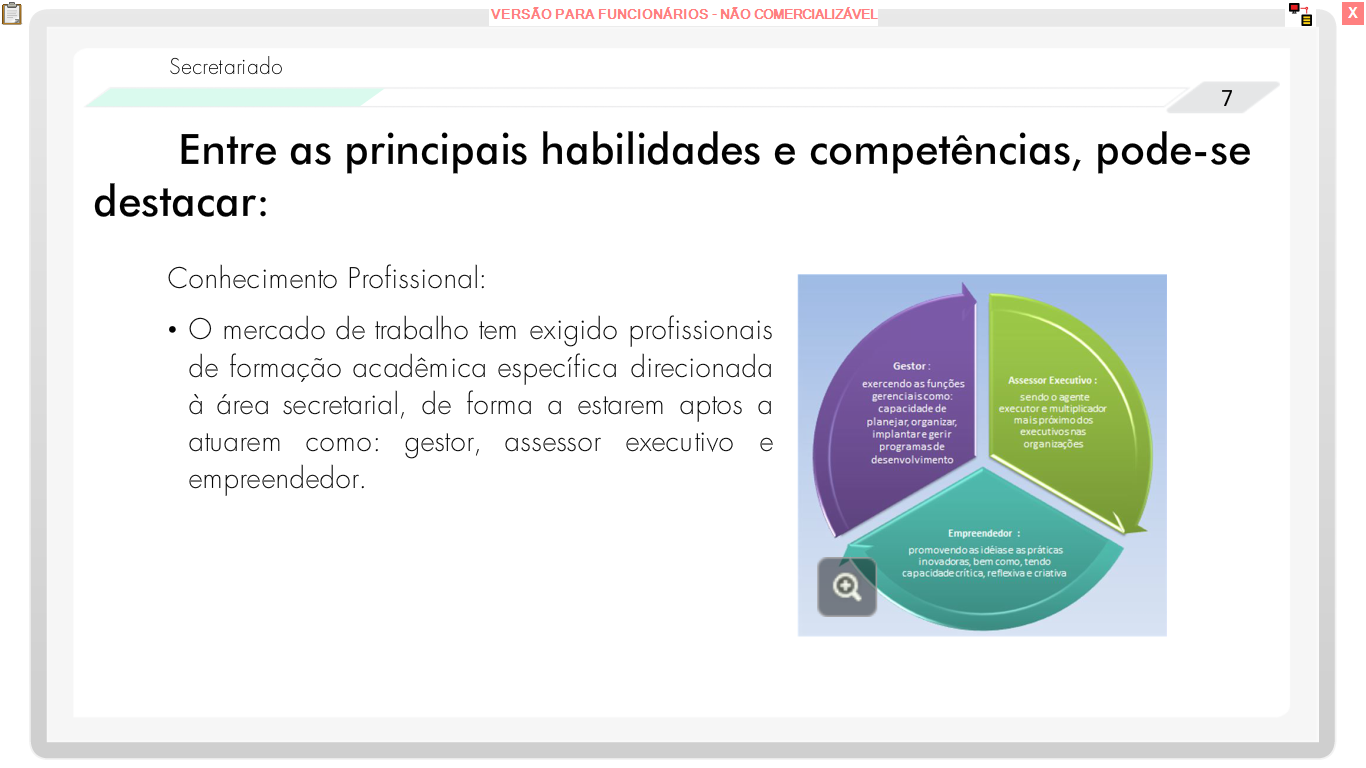 VERSÃO PARA FUNCIONÁRIOS - NÃO COMERCIALIZÁVEL
X
Secretariado
7
Entre as principais habilidades e competências, pode-se
destacar:
Conhecimento Profissional:
• O mercado de trabalho tem exigido profissionais
de formação acadêmica específica direcionada
à área secretarial, de forma a estarem aptos a
atuarem como: gestor, assessor executivo e
empreendedor.
Gestor :
exercendo as funções
gerenciais como:
capacidade de
planejar, organizar,
implantar e gerir
programas de
desenvolvimento
Assessor Executivo :
sendo o agente
executor e multiplicador
mais próximo dos
executivos nas
organizações
Empreendedor :
promovendo as idéias e as práticas
inovadoras, bem como, tendo
capacidade crítica, reflexiva e criativa